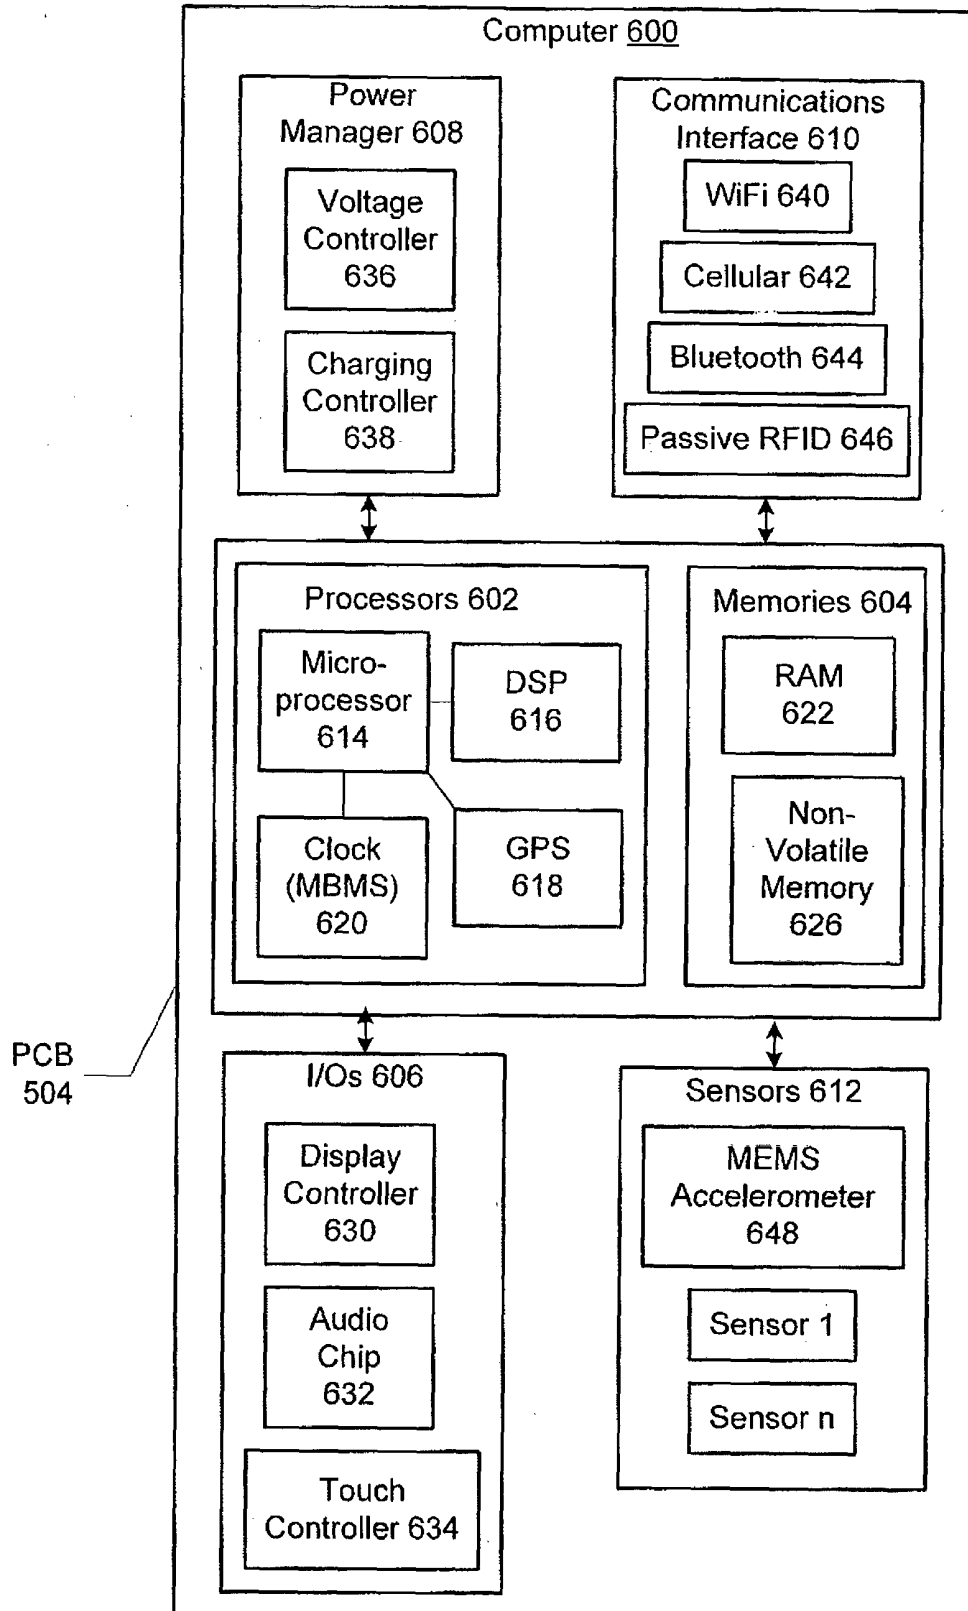 Computer 600
Power
Manager 608
Voltage
Controller
636
Charging
Controller
638
Communications
Interface 610
WiFi 640
Cellular 642
Bluetooth 644
Passive RFID 646
Processors 602
Micro-
processor
614
DSP
616
Clock
(MBMS)
620
GPS
618
Memories 604
RAM
622
Non-
Volatile
Memory
626
PCB
504
I/Os 606
Display
Controller
630
Audio
Chip
632
Touch
Controller 634
Sensors 612
MEMS
Accelerometer
648
Sensor 1
Sensor n